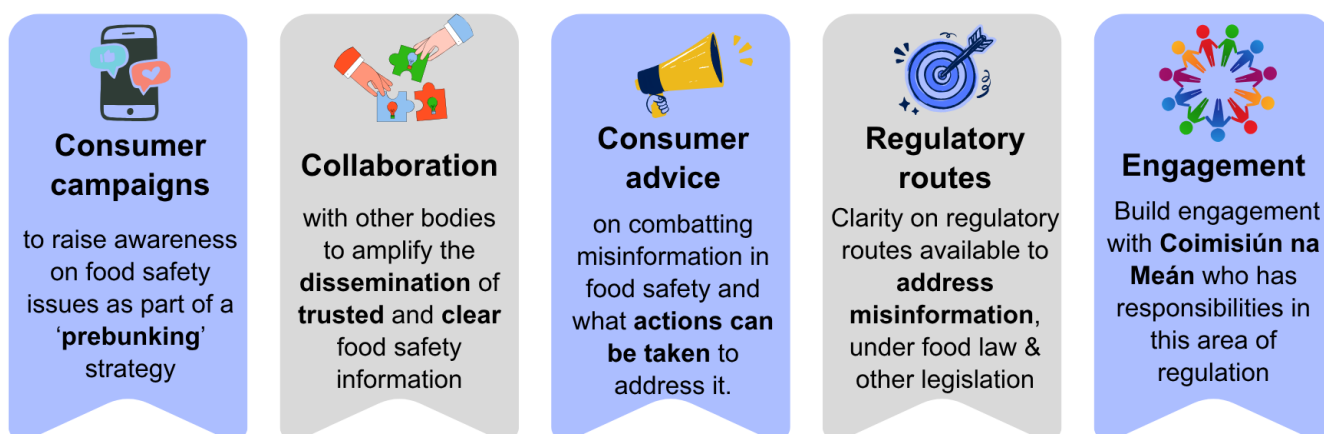 Consumer
campaigns
to raise awareness
on food safety
issues as part of a
‘prebunking’
strategy
Collaboration
with other bodies
to amplify the
dissemination of
trusted and clear
food safety
information
Consumer
advice
on combatting
misinformation in
food safety and
what actions can
be taken to
address it.
Regulatory
routes
Clarity on regulatory
routes available to
address
misinformation,
under food law &
other legislation
Engagement
Build engagement
with Coimisiún na
Meán who has
responsibilities in
this area of
regulation